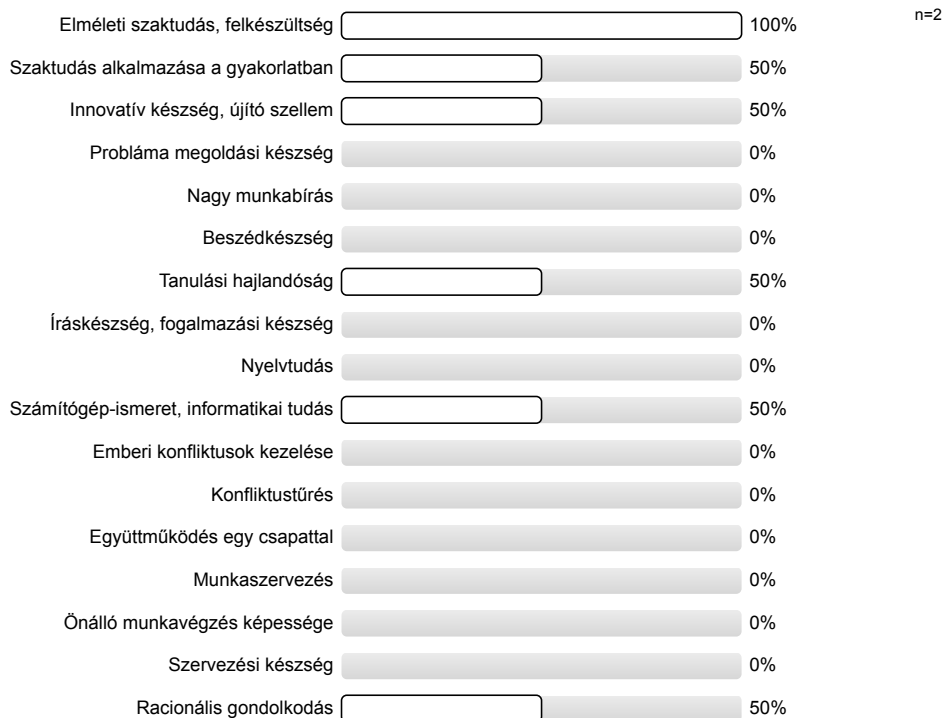 Elméleti szaktudás, felkészültség 100% n=2
Szaktudás alkalmazása a gyakorlatban 50%
Innovatív készség, újító szellem 50%
Probláma megoldási készség 0%
Nagy munkabírás 0%
Beszédkészség 0%
Tanulási hajlandóság 50%
Íráskészség, fogalmazási készség 0%
Nyelvtudás 0%
Számítógép-ismeret, informatikai tudás 50%
Emberi konfliktusok kezelése 0%
Konfliktustűrés 0%
Együttműködés egy csapattal 0%
Munkaszervezés 0%
Önálló munkavégzés képessége 0%
Szervezési készség 0%
Racionális gondolkodás 50%